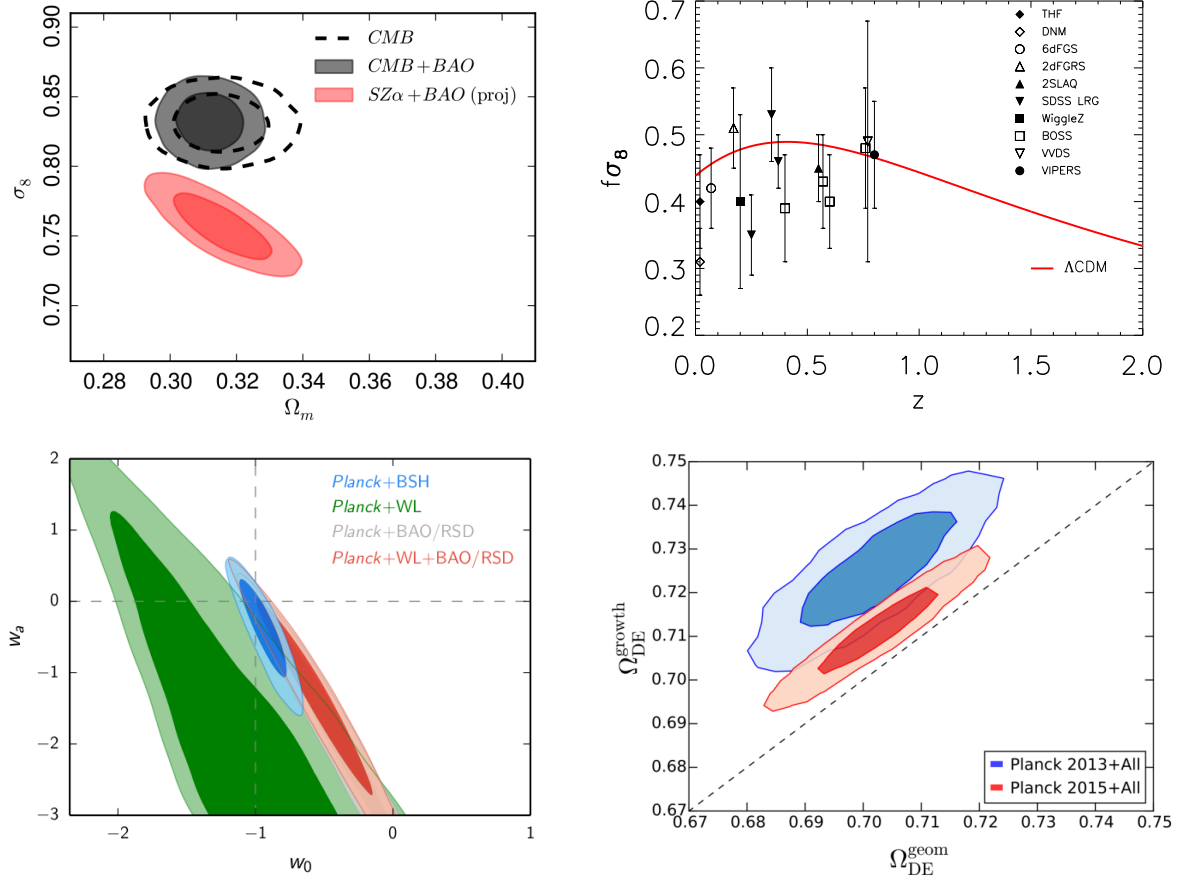 0.90
0.85
0.80
0.75
0.70
σ8
0.28 0.30 0.32 0.34 0.36 0.38 0.40
Ωm
CMB
CMB+BAO
SZα+BAO (proj)
0.7
0.6
0.5
0.4
0.3
0.2
fσ8
0.0 0.5 1.0 1.5 2.0
z
THF
DNM
6dFGS
2dFGRS
2SLAQ
SDSS LRG
WiggleZ
BOSS
VVDS
VIPERS
ΛCDM
2
1
0
−1
−2
−3
wa
−2 −1 0 1
w0
Planck+BSH
Planck+WL
Planck+BAO/RSD
Planck+WL+BAO/RSD
0.75
0.74
0.73
0.72
0.71
0.70
0.69
0.68
0.67
Ω growth DE
0.67 0.68 0.69 0.70 0.71 0.72 0.73 0.74 0.75
Ω geom DE
Planck 2013+All
Planck 2015+All